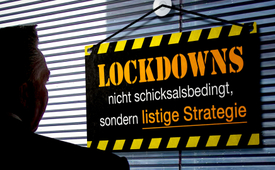 LOCKDOWNS
nicht schicksalsbedingt,
sondern listige Strategie